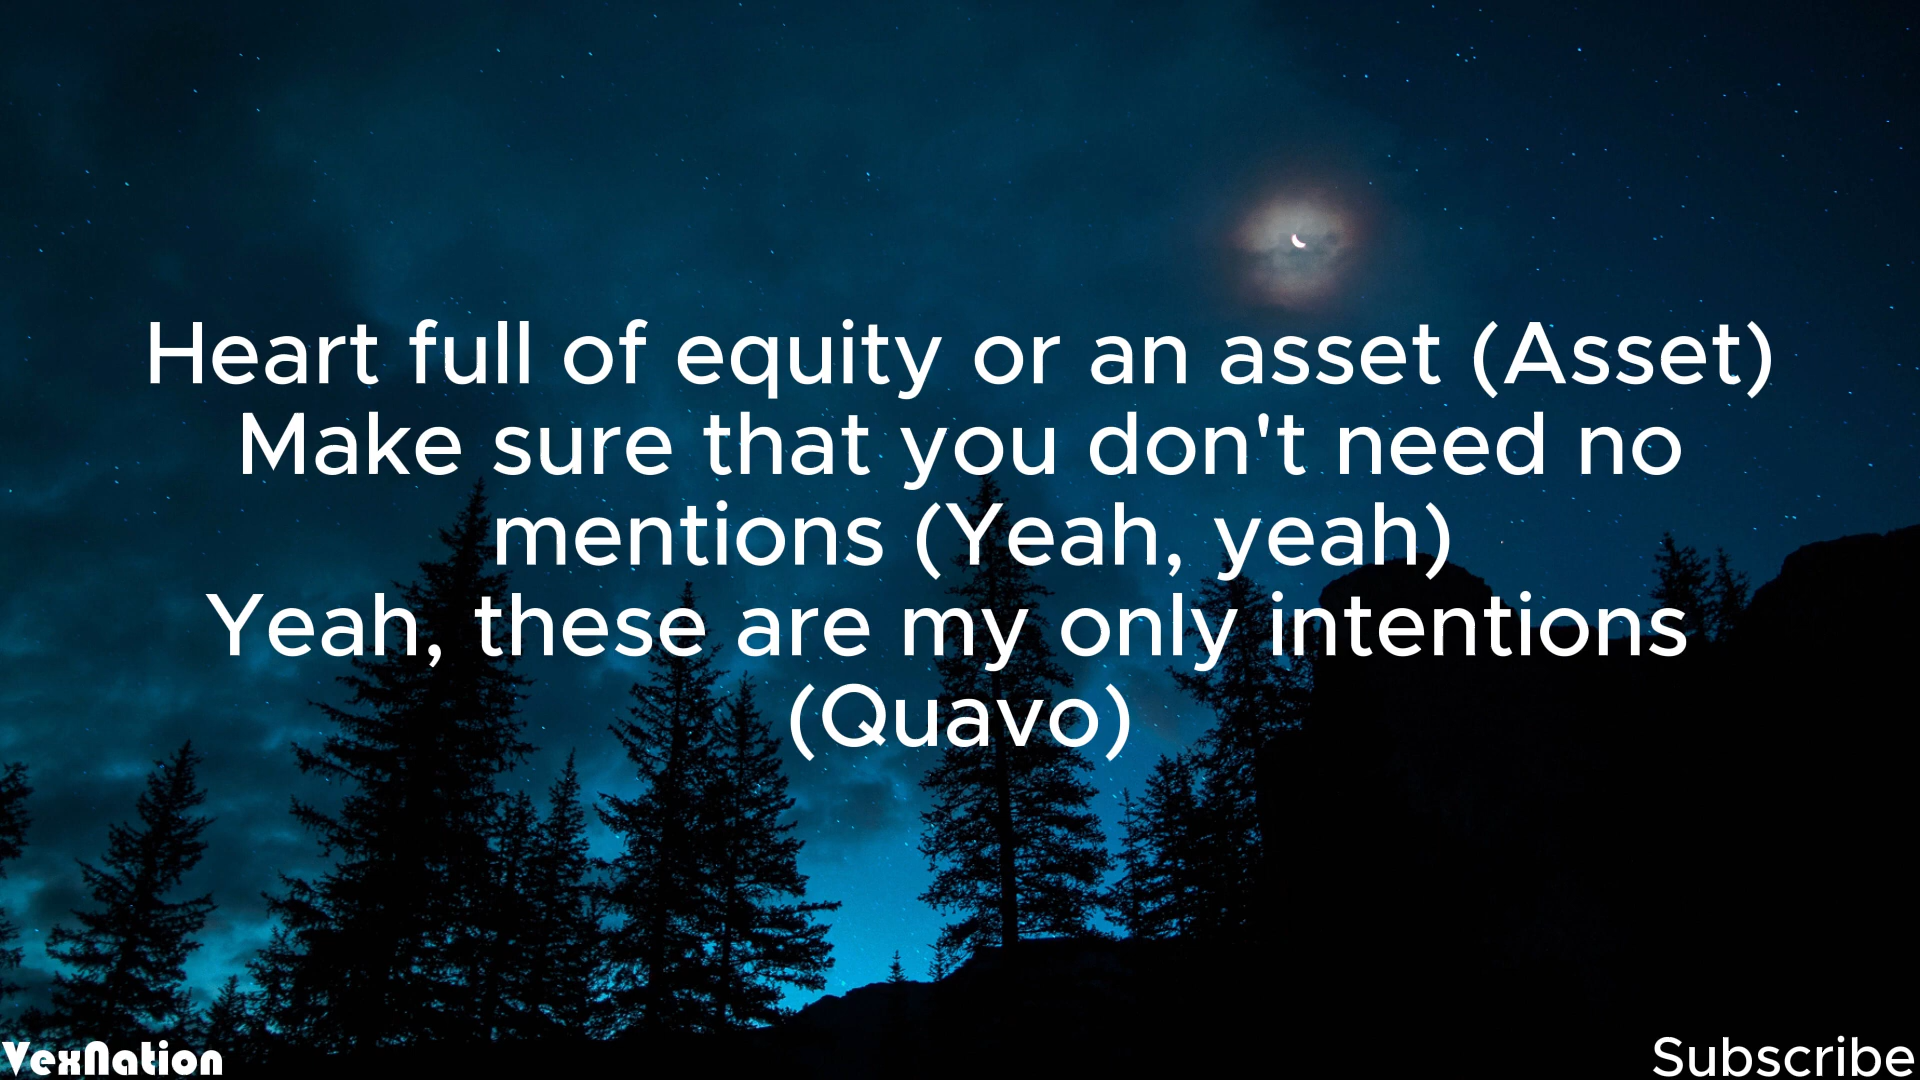 Heart full of equity or an asset (Asset)
Make sure that you don't need no
mentions (Yeah, yeah)
Yeah, these are my only intentions
(Quavo)
VexNation
Subscribe